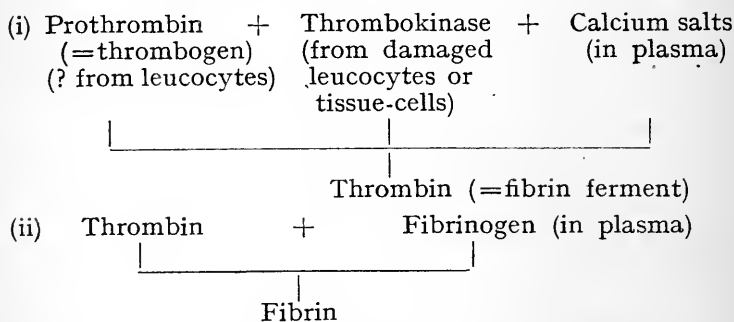 (i) Prothrombin + Thrombokinase + Calcium salts
(=thrombogen) (from damaged (in plasma)
(? from leucocytes) leucocytes or
tissue-cells)
Thrombin (=fibrin ferment)
(ii) Thrombin + Fibrinogen (in plasma)
Fibrin